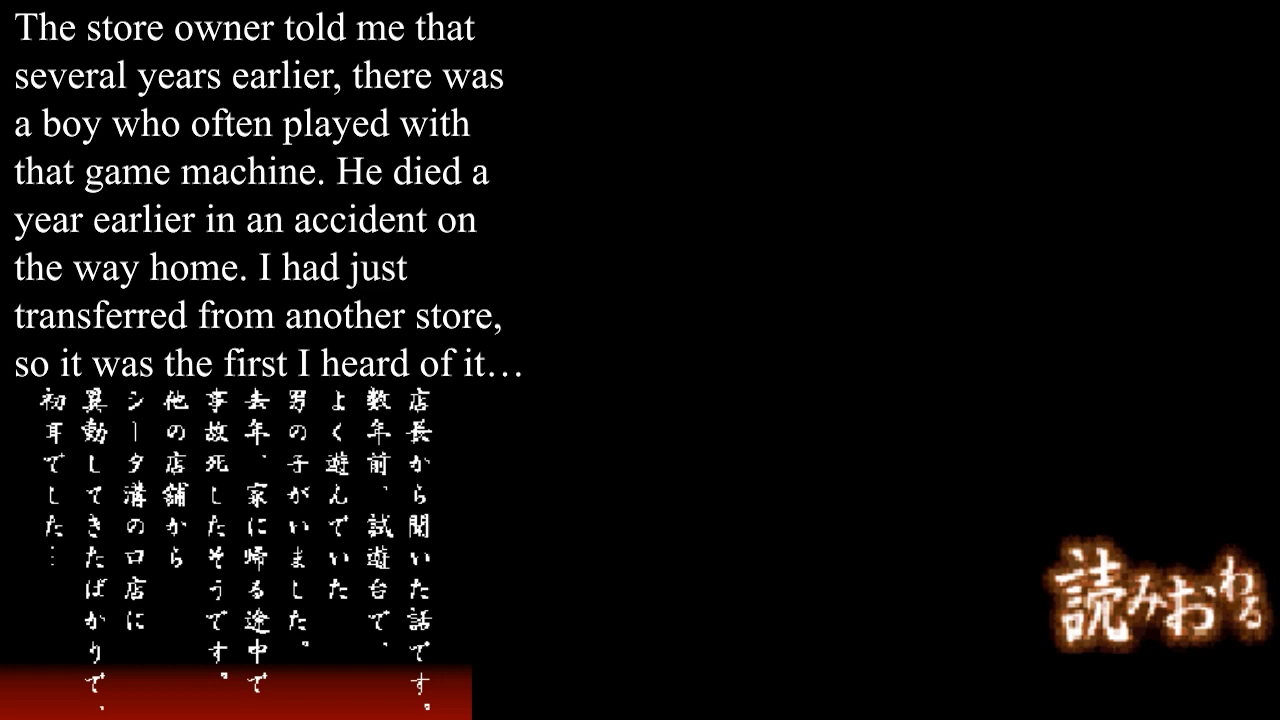 The store owner told me that
several years earlier, there was
a boy who often played with
that game machine. He died a
year earlier in an accident on
the way home. I had just
transferred from another store,
so it was the first I heard of it…
店長から聞いた話です。
数年前、試遊台で、
よく遊んでいた
男の子がいました。
去年、家に帰る途中で
事故死したそうです。
他の店舗から
シータ溝の口店に
異動してきたばかりで、
初耳でした…
読みおわる